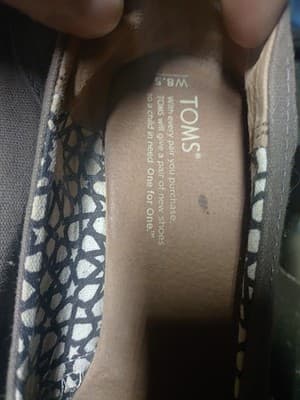 W8.5
TOMS®
With every pair you purchase,
TOMS will give a pair of new shoes
to a child in need. One for One.™